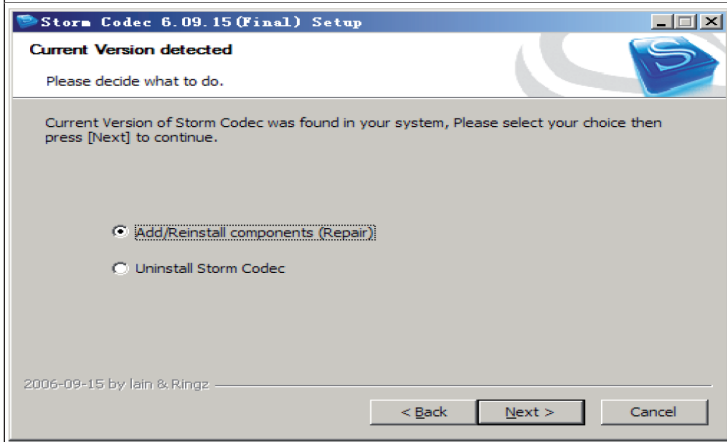 Storm Codec 6.09.15(Final) Setup
Current Version detected
Please decide what to do.
Current Version of Storm Codec was found in your system, Please select your choice then
press [Next] to continue.
Add/Reinstall components (Repair)
Uninstall Storm Codec
2006-09-15 by Iain & Ringz
< Back Next > Cancel